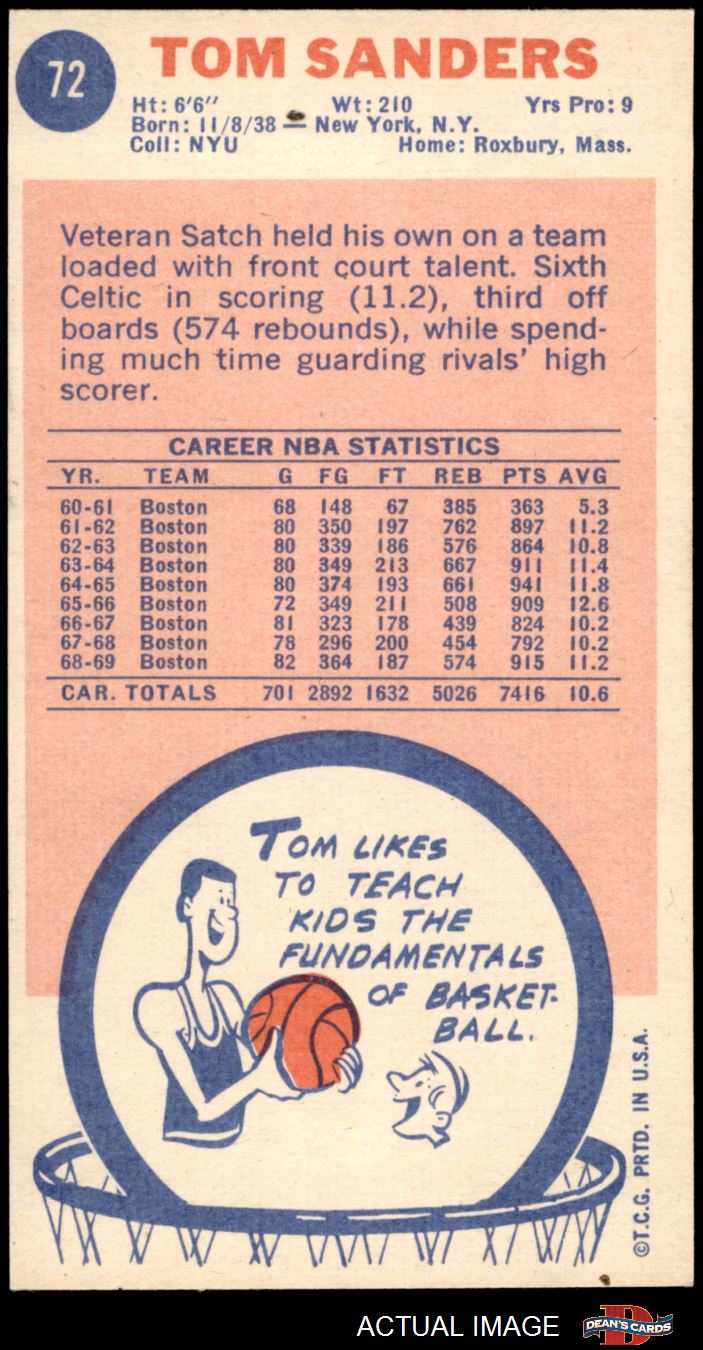 72
TOM SANDERS
Ht: 6'6" Wt: 210 Yrs Pro: 9
Born: 11/8/38 — New York, N.Y.
Coll: NYU Home: Roxbury, Mass.
Veteran Satch held his own on a team
loaded with front court talent. Sixth
Celtic in scoring (11.2), third off
boards (574 rebounds), while spend-
ing much time guarding rivals' high
scorer.
CAREER NBA STATISTICS
YR. TEAM G FG FT REB PTS AVG
60-61 Boston 68 148 67 385 363 5.3
61-62 Boston 80 350 197 762 897 11.2
62-63 Boston 80 339 186 576 864 10.8
63-64 Boston 80 349 213 667 911 11.4
64-65 Boston 80 374 193 661 941 11.8
65-66 Boston 72 349 211 508 909 12.6
66-67 Boston 81 323 178 439 824 10.2
67-68 Boston 78 296 200 454 792 10.2
68-69 Boston 82 364 187 574 915 11.2
CAR. TOTALS 701 2892 1632 5026 7416 10.6
TOM LIKES
TO TEACH
KIDS THE
FUNDAMENTALS
OF BASKET-
BALL.
©T.C.G. PRTD. IN U.S.A.
ACTUAL IMAGE
D
DEAN'S CARDS